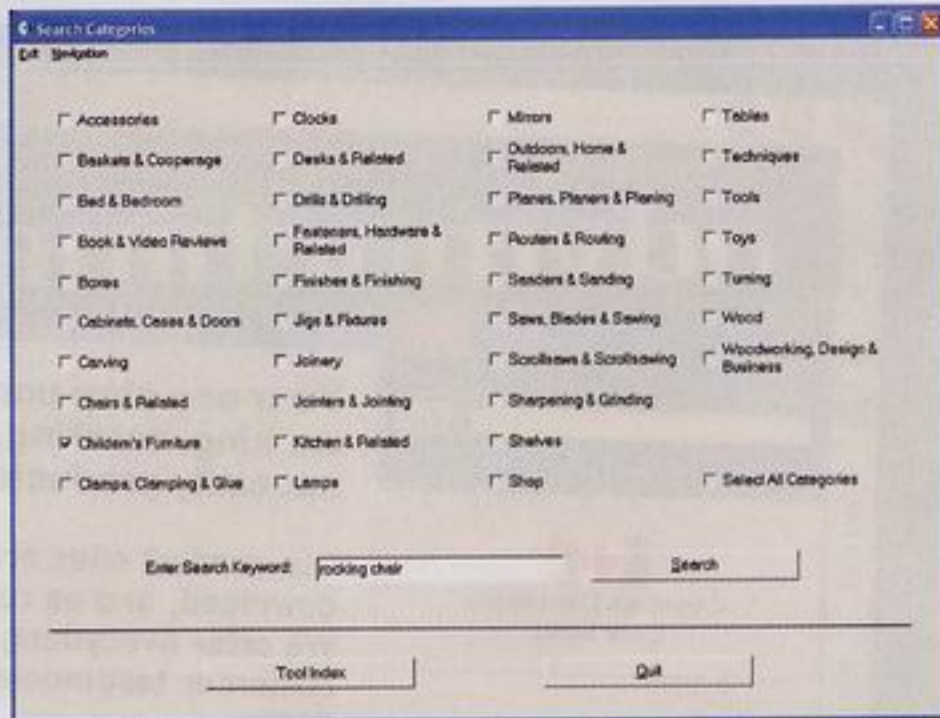 Search Categories
Exit Navigation
Accessories
Baskets & Cooperage
Bed & Bedroom
Book & Video Reviews
Boxes
Cabinets, Cases & Doors
Carving
Chairs & Related
Childern's Furniture
Clamps, Clamping & Glue
Clocks
Desks & Related
Drills & Drilling
Fasteners, Hardware &
Related
Finishes & Finishing
Jigs & Fixtures
Joinery
Jointers & Jointing
Kitchen & Related
Lamps
Mirrors
Outdoors, Home &
Related
Planes, Planers & Planing
Routers & Routing
Sanders & Sanding
Saws, Blades & Sawing
Scrollsaws & Scrollsawing
Sharpening & Grinding
Shelves
Shop
Tables
Techniques
Tools
Toys
Turning
Wood
Woodworking, Design &
Business
Select All Categories
Enter Search Keyword: rocking chair Search
Tool Index Quit